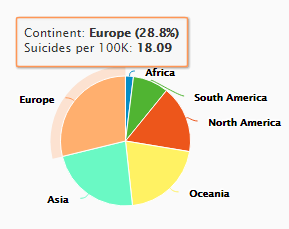 Continent: Europe (28.8%)
Suicides per 100K: 18.09
Africa
South America
Europe
North America
Oceania
Asia